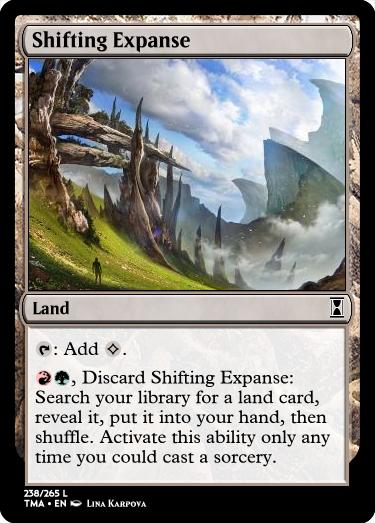 Shifting Expanse
Land
: Add .
, Discard Shifting Expanse:
Search your library for a land card,
reveal it, put it into your hand, then
shuffle. Activate this ability only any
time you could cast a sorcery.
238/265 L
TMA • EN Lina Karpova